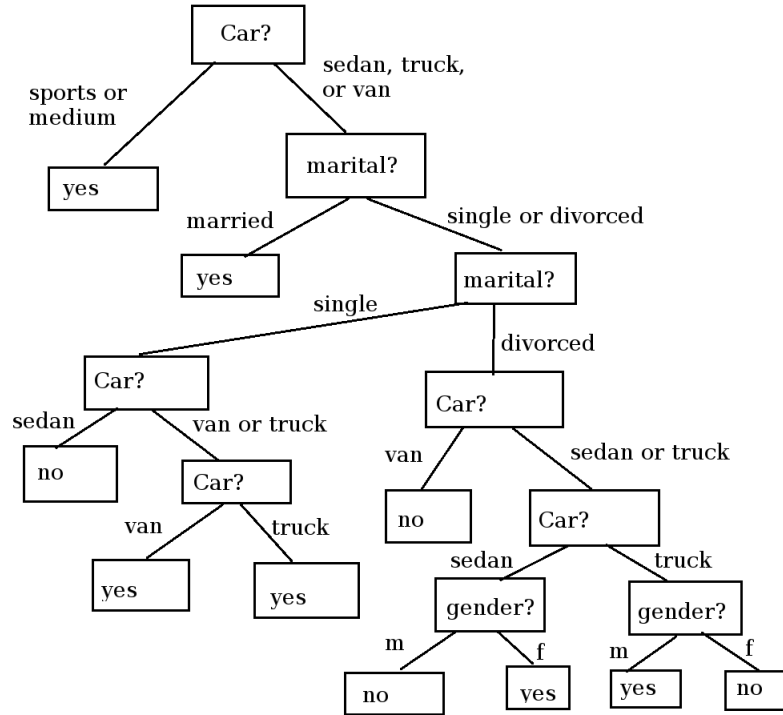 Car?
sports or
medium
sedan, truck,
or van
yes
marital?
married
single or divorced
yes
marital?
single
divorced
Car?
Car?
sedan
van or truck
van
sedan or truck
no
Car?
no
Car?
van
truck
sedan
truck
yes
yes
gender?
gender?
m
f
m
f
no
yes
yes
no